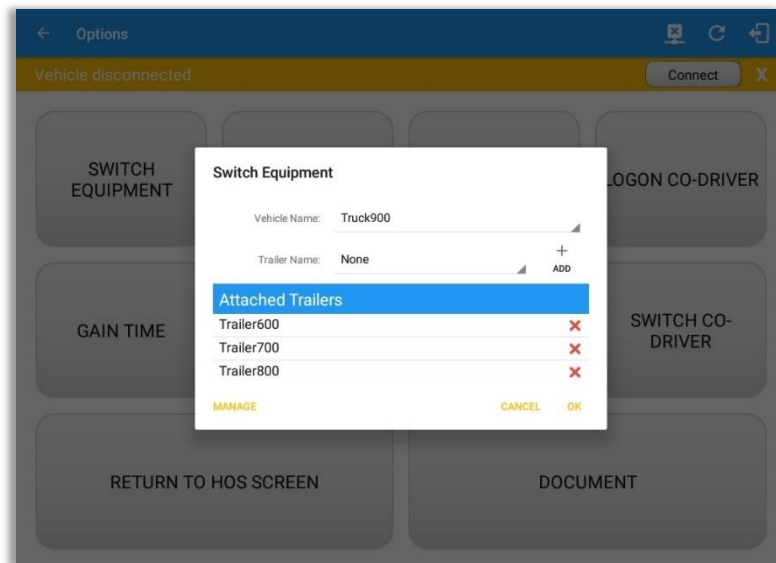 Options
Vehicle disconnected
Connect
X
SWITCH
EQUIPMENT
LOGON CO-DRIVER
Switch Equipment
Vehicle Name: Truck900
Trailer Name: None
+
ADD
Attached Trailers
Trailer600
Trailer700
Trailer800
MANAGE
CANCEL
OK
GAIN TIME
SWITCH CO-
DRIVER
RETURN TO HOS SCREEN
DOCUMENT